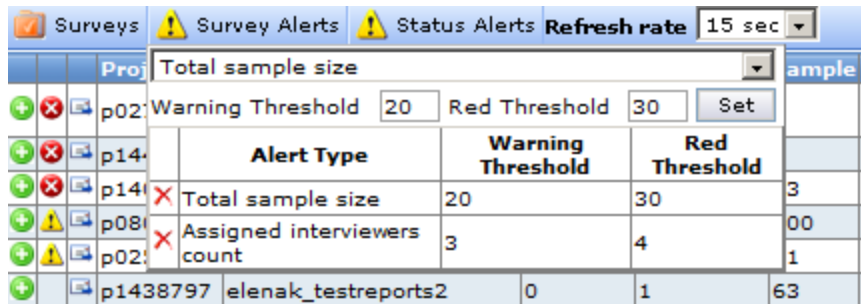 Surveys Survey Alerts Status Alerts Refresh rate 15 sec
Total sample size
Warning Threshold 20 Red Threshold 30 Set
Alert Type Warning Threshold Red Threshold
Total sample size 20 30
Assigned interviewers count 3 4
p1438797 elenak_testreports2 0 1 63